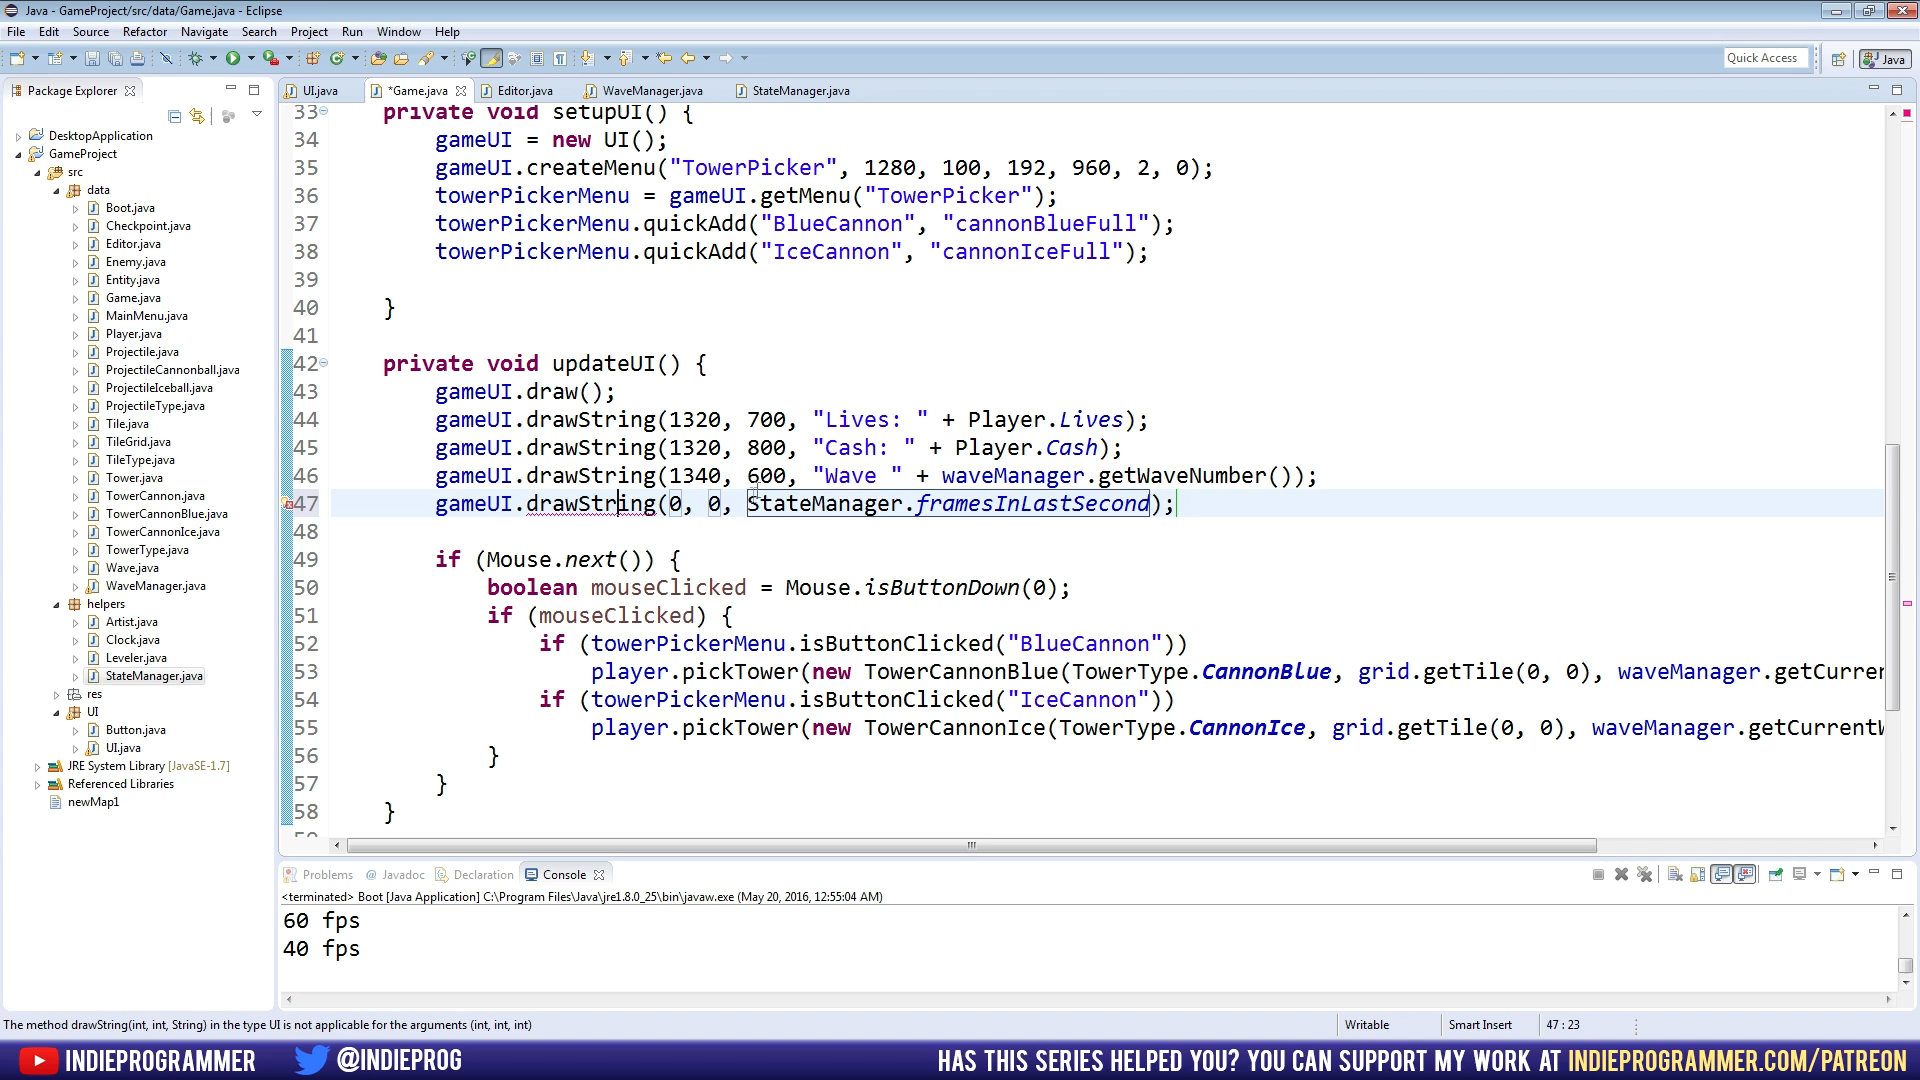 Java - GameProject/src/data/Game.java - Eclipse
File Edit Source Refactor Navigate Search Project Run Window Help
Quick Access
Java
Package Explorer
UI.java
*Game.java
Editor.java
WaveManager.java
StateManager.java
DesktopApplication
GameProject
src
data
Boot.java
Checkpoint.java
Editor.java
Enemy.java
Entity.java
Game.java
MainMenu.java
Player.java
Projectile.java
ProjectileCannonball.java
ProjectileIceball.java
ProjectileType.java
Tile.java
TileGrid.java
TileType.java
Tower.java
TowerCannon.java
TowerCannonBlue.java
TowerCannonIce.java
TowerType.java
Wave.java
WaveManager.java
helpers
Artist.java
Clock.java
Leveler.java
StateManager.java
res
UI
Button.java
UI.java
JRE System Library [JavaSE-1.7]
Referenced Libraries
newMap1
33 private void setupUI() {
34 gameUI = new UI();
35 gameUI.createMenu("TowerPicker", 1280, 100, 192, 960, 2, 0);
36 towerPickerMenu = gameUI.getMenu("TowerPicker");
37 towerPickerMenu.quickAdd("BlueCannon", "cannonBlueFull");
38 towerPickerMenu.quickAdd("IceCannon", "cannonIceFull");
39
40 }
41
42 private void updateUI() {
43 gameUI.draw();
44 gameUI.drawString(1320, 700, "Lives: " + Player.Lives);
45 gameUI.drawString(1320, 800, "Cash: " + Player.Cash);
46 gameUI.drawString(1340, 600, "Wave " + waveManager.getWaveNumber());
47 gameUI.drawString(0, 0, StateManager.framesInLastSecond);
48
49 if (Mouse.next()) {
50 boolean mouseClicked = Mouse.isButtonDown(0);
51 if (mouseClicked) {
52 if (towerPickerMenu.isButtonClicked("BlueCannon"))
53 player.pickTower(new TowerCannonBlue(TowerType.CannonBlue, grid.getTile(0, 0), waveManager.getCurren
54 if (towerPickerMenu.isButtonClicked("IceCannon"))
55 player.pickTower(new TowerCannonIce(TowerType.CannonIce, grid.getTile(0, 0), waveManager.getCurrentW
56 }
57 }
58 }
Problems @ Javadoc Declaration Console
<terminated> Boot [Java Application] C:\Program Files\Java\jre1.8.0_25\bin\javaw.exe (May 20, 2016, 12:55:04 AM)
60 fps
40 fps
The method drawString(int, int, String) in the type UI is not applicable for the arguments (int, int, int)
Writable
Smart Insert
47 : 23
INDIEPROGRAMMER
@INDIEPROG
HAS THIS SERIES HELPED YOU? YOU CAN SUPPORT MY WORK AT INDIEPROGRAMMER.COM/PATREON